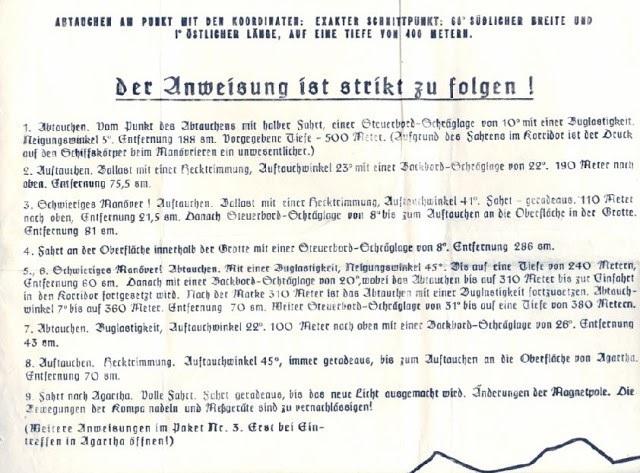 ABTAUCHEN AM PUNKT MIT DEN KOORDINATEN: EXAKTER SCHNITTPUNKT: 68° SÜDLICHER BREITE UND
1° ÖSTLICHER LÄNGE, AUF EINE TIEFE VON 400 METERN.
Der Anweisung ist strikt zu folgen!
1. Abtauchen. Vom Punkt des Abtauchens mit halber Fahrt, einer Steuerbord-Schräglage von 10° mit einer Buglastigkeit.
Neigungswinkel 5°. Entfernung 188 sm. Vorgegebene Tiefe - 500 Meter. (Aufgrund des Fahrens im Korridor ist der Druck
auf den Schiffskörper beim Manövrieren ein unwesentlicher.)
2. Auftauchen. Ballast mit einer Hecktrimmung, Auftauchwinkel 23° mit einer Backbord-Schräglage von 22°. 190 Meter nach
oben. Entfernung 75,5 sm.
3. Schwieriges Manöver! Auftauchen. Ballast mit einer Hecktrimmung, Auftauchwinkel 41°. Fahrt - geradeaus. 110 Meter
nach oben, Entfernung 21,5 sm. Danach Steuerbord-Schräglage von 8° bis zum Auftauchen an die Oberfläche in der Grotte.
Entfernung 81 sm.
4. Fahrt an der Oberfläche innerhalb der Grotte mit einer Steuerbord-Schräglage von 8°. Entfernung 286 sm.
5., 6. Schwieriges Manöver! Abtauchen. Mit einer Buglastigkeit, Neigungswinkel 45°. Bis auf eine Tiefe von 240 Metern,
Entfernung 60 sm. Danach mit einer Backbord-Schräglage von 20°, wobei das Abtauchen bis auf 310 Meter bis zur Einfahrt
in den Korridor fortgesetzt wird. Nach der Marke 310 Meter ist das Abtauchen mit einer Buglastigkeit fortzusetzen. Abtauch-
winkel 7° bis auf 360 Meter. Entfernung 70 sm. Weiter Steuerbord-Schräglage von 31° bis auf eine Tiefe von 380 Metern.
7. Abtauchen. Buglastigkeit, Auftauchwinkel 22°. 100 Meter nach oben mit einer Backbord-Schräglage von 26°. Entfernung
43 sm.
8. Auftauchen. Hecktrimmung. Auftauchwinkel 45°, immer geradeaus, bis zum Auftauchen an die Oberfläche von Agartha.
Entfernung 70 sm.
9. Fahrt nach Agartha. Volle Fahrt. Fahrt geradeaus, bis das neue Licht ausgemacht wird. Änderungen der Magnetpole. Die
Bewegungen der Kompa nadeln und Meßgeräte sind zu vernachlässigen!
(Weitere Anweisungen im Paket Nr. 3. Erst bei Ein-
treffen in Agartha öffnen!)